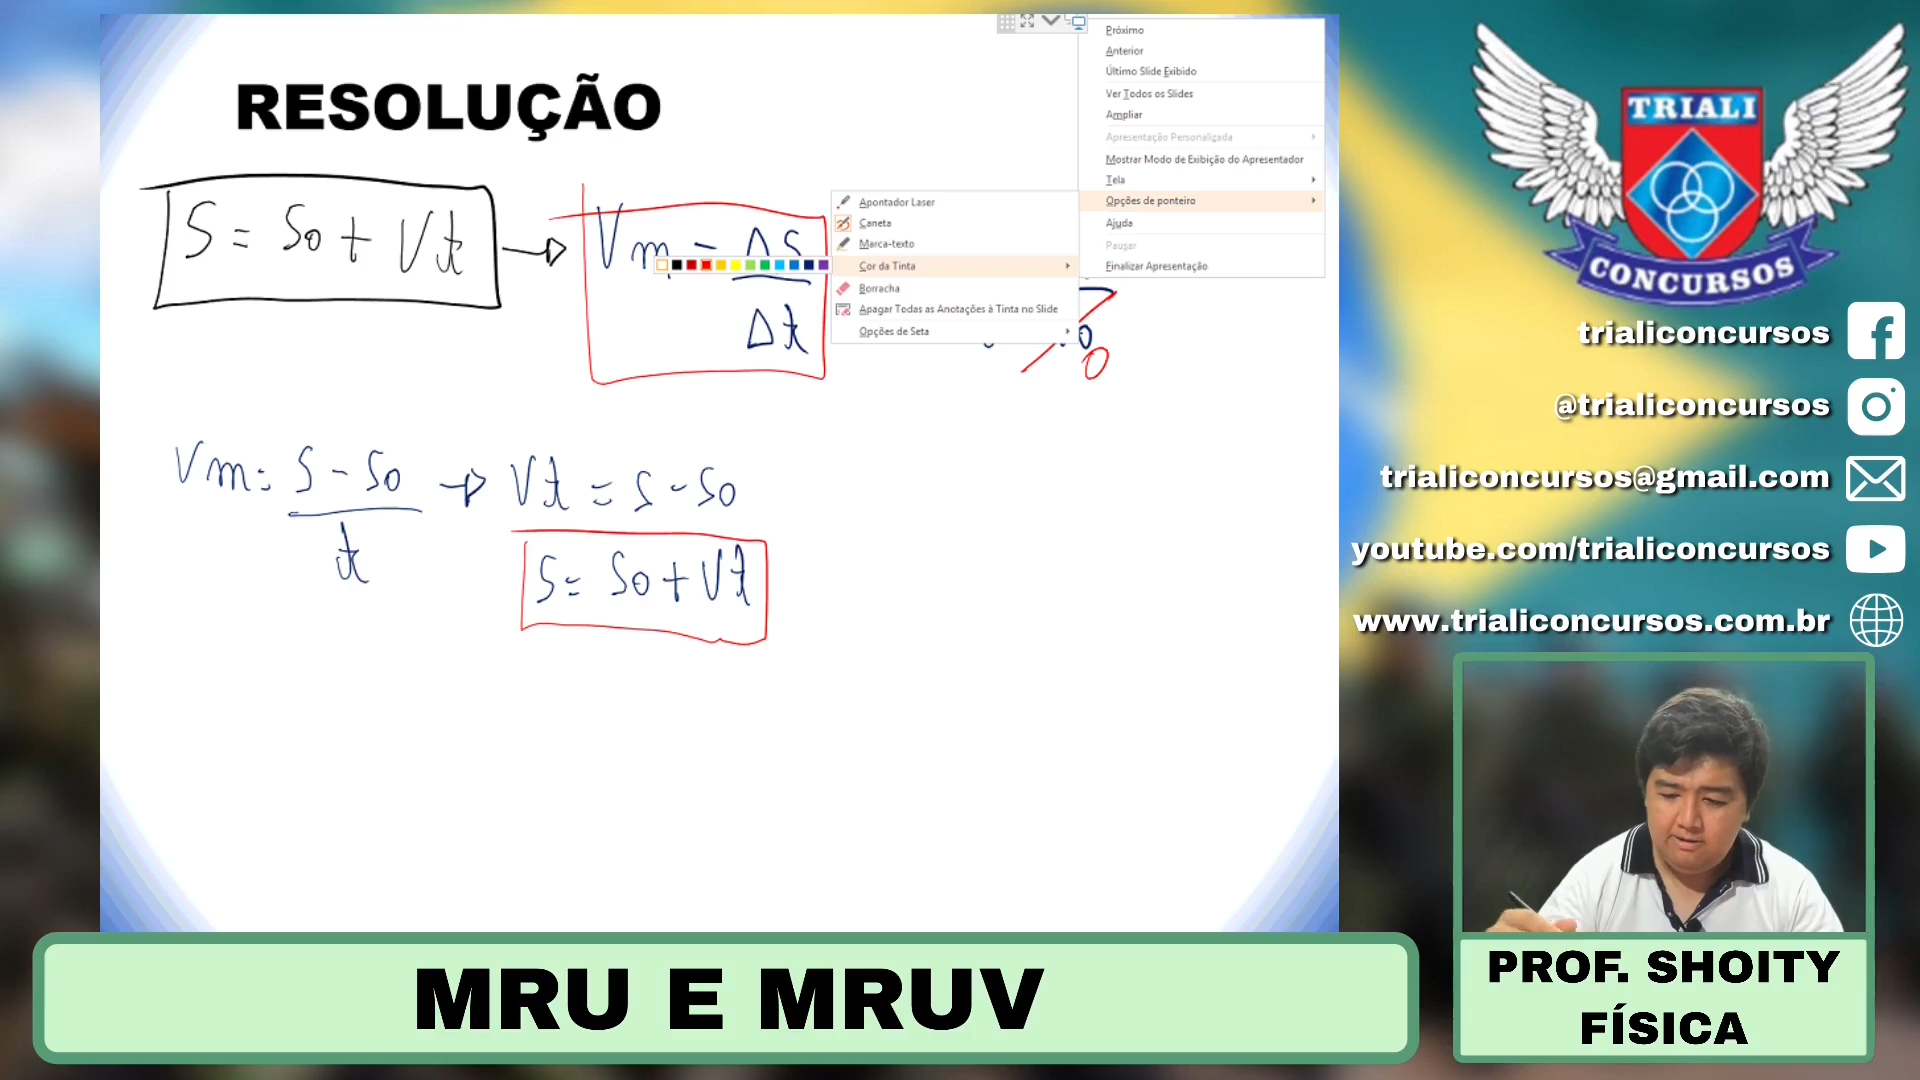 RESOLUÇÃO
S = So + Vt → Vm = ΔS / Δt
0
Vm = S - So / t → Vt = S - So
S = So + Vt
Próximo
Anterior
Último Slide Exibido
Ver Todos os Slides
Ampliar
Apresentação Personalizada
Mostrar Modo de Exibição do Apresentador
Tela
Opções de ponteiro
Ajuda
Pausar
Finalizar Apresentação
Apontador Laser
Caneta
Marca-texto
Cor da Tinta
Borracha
Apagar Todas as Anotações à Tinta no Slide
Opções de Seta
TRIALI
CONCURSOS
trialiconcursos
@trialiconcursos
trialiconcursos@gmail.com
youtube.com/trialiconcursos
www.trialiconcursos.com.br
MRU E MRUV
PROF. SHOITY
FÍSICA